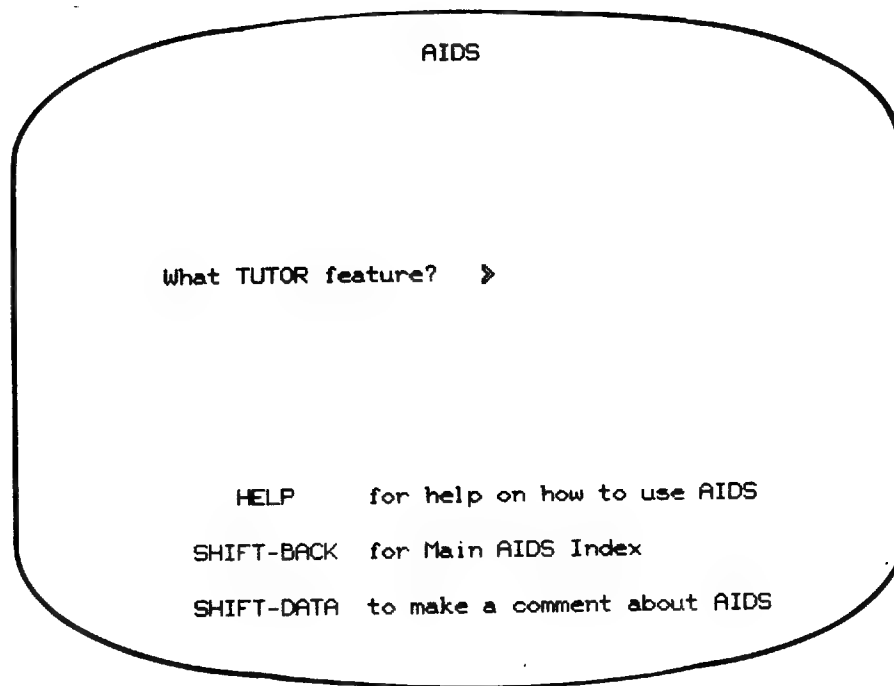 AIDS
What TUTOR feature? >
HELP for help on how to use AIDS
SHIFT-BACK for Main AIDS Index
SHIFT-DATA to make a comment about AIDS